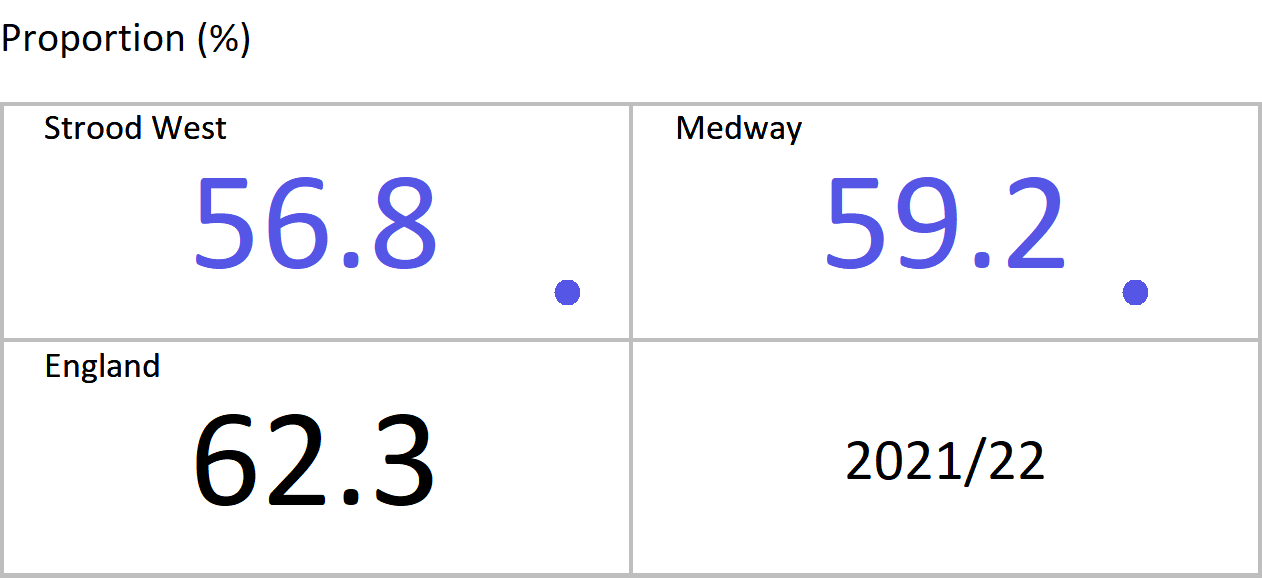 Proportion (%)
Strood West
56.8
Medway
59.2
England
62.3
2021/22